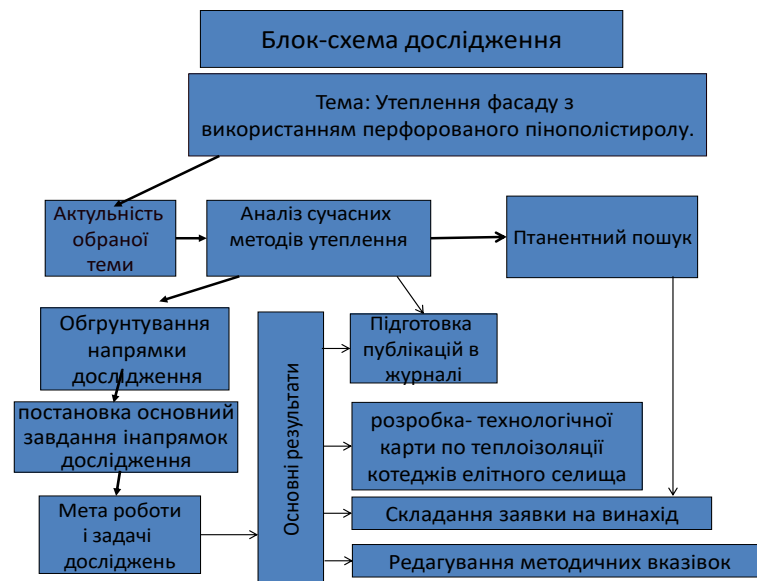 Блок-схема дослідження
Тема: Утеплення фасаду з
використанням перфорованого пінополістиролу.
Актульність
обраної
теми
Аналіз сучасних
методів утеплення
Птанентний пошук
Обгрунтування
напрямки
дослідження
Підготовка
публікацій в
журналі
постановка основний
завдання інапрямок
дослідження
Основні результати
розробка- технологічної
карти по теплоізоляції
котеджів елітного селища
Мета роботи
і задачі
досліджень
Складання заявки на винахід
Редагування методичних вказівок